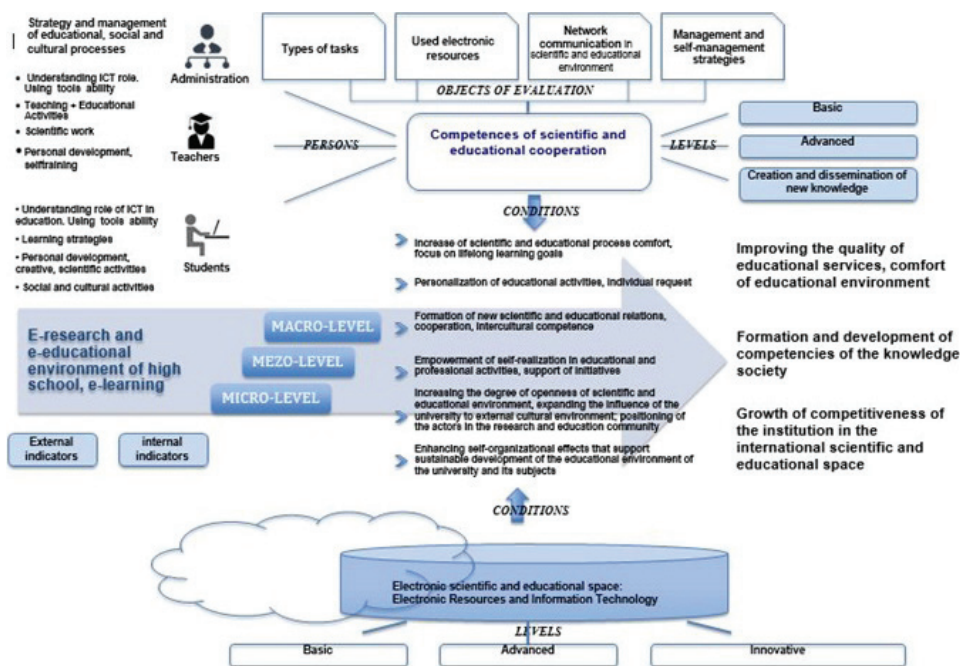 Strategy and management
of educational, social and
cultural processes
• Understanding ICT role.
Using tools ability
• Teaching + Educational
Activities
• Scientific work
• Personal development,
selftraining
Administration
Teachers
• Understanding role of ICT in
education. Using tools ability
• Learning strategies
• Personal development,
creative, scientific activities
• Social and cultural activities
Students
Types of tasks
Used electronic
resources
Network
communication in
scientific and educational
environment
Management and
self-management
strategies
OBJECTS OF EVALUATION
PERSONS
Competences of scientific and
educational cooperation
LEVELS
Basic
Advanced
Creation and dissemination of
new knowledge
CONDITIONS
Increase of scientific and educational process comfort,
focus on lifelong learning goals
Personalization of educational activities, individual request
Formation of new scientific and educational relations,
cooperation, intercultural competence
Empowerment of self-realization in educational and
professional activities, support of initiatives
Increasing the degree of openness of scientific and
educational environment, expanding the influence of the
university to external cultural environment; positioning of
the actors in the research and education community
Enhancing self-organizational effects that support
sustainable development of the educational environment of
the university and its subjects
E-research and
e-educational
environment of high
school, e-learning
MACRO-LEVEL
MEZO-LEVEL
MICRO-LEVEL
External
indicators
internal
indicators
Improving the quality of
educational services, comfort
of educational environment
Formation and development of
competencies of the knowledge
society
Growth of competitiveness of
the institution in the
international scientific and
educational space
CONDITIONS
Electronic scientific and educational space:
Electronic Resources and Information Technology
LEVELS
Basic
Advanced
Innovative